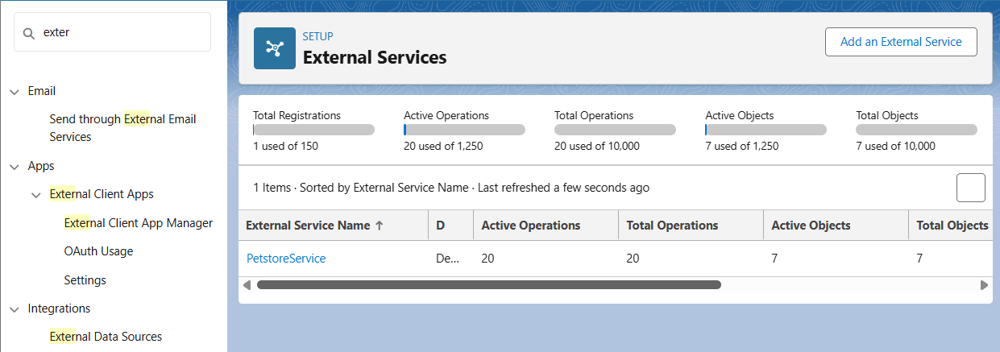 exter
Email
Send through External Email
Services
Apps
External Client Apps
External Client App Manager
OAuth Usage
Settings
Integrations
External Data Sources
SETUP
External Services
Add an External Service
Total Registrations
1 used of 150
Active Operations
20 used of 1,250
Total Operations
20 used of 10,000
Active Objects
7 used of 1,250
Total Objects
7 used of 10,000
1 Items · Sorted by External Service Name · Last refreshed a few seconds ago
External Service Name ↑ D Active Operations Total Operations Active Objects Total Objects
PetstoreService De... 20 20 7 7